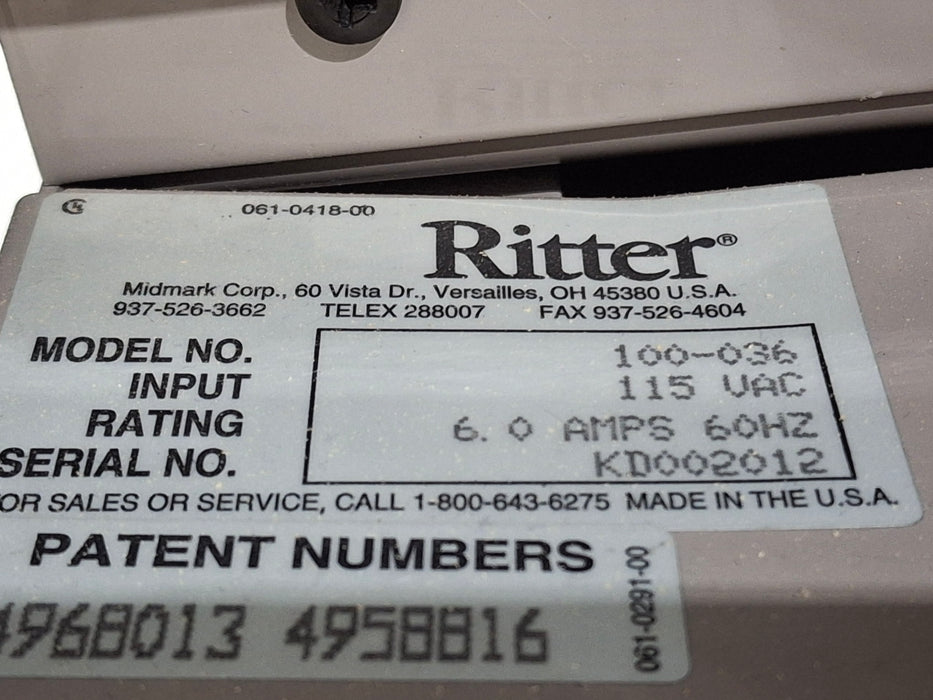 061-0418-00
Ritter®
Midmark Corp., 60 Vista Dr., Versailles, OH 45380 U.S.A.
937-526-3662 TELEX 288007 FAX 937-526-4604
MODEL NO. 100-036
INPUT 115 VAC
RATING 6.0 AMPS 60HZ
SERIAL NO. KD002012
OR SALES OR SERVICE, CALL 1-800-643-6275 MADE IN THE U.S.A.
PATENT NUMBERS
4968013 4958816
061-0291-00